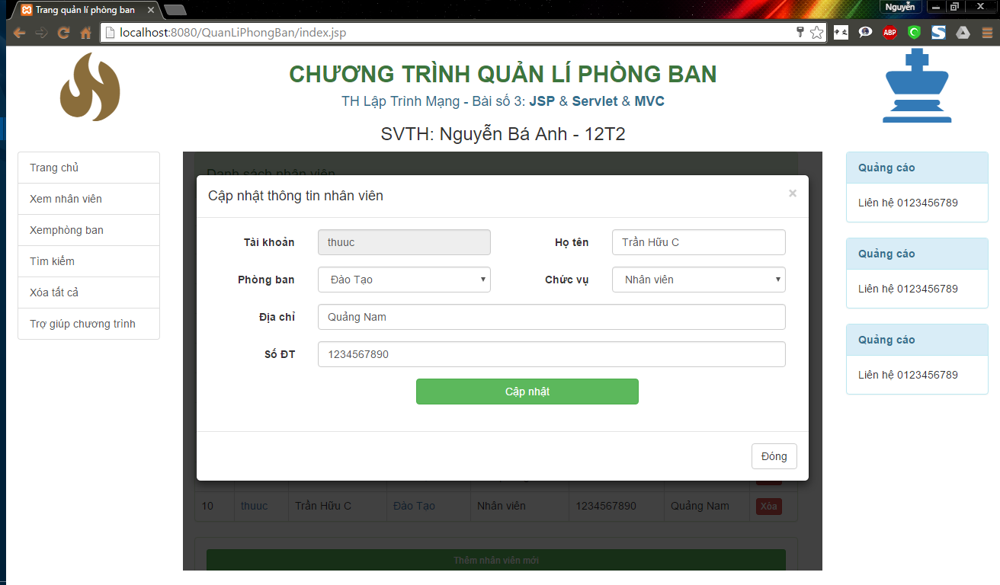 Trang quản lí phòng ban
Nguyễn
localhost:8080/QuanLiPhongBan/index.jsp
ABP
CHƯƠNG TRÌNH QUẢN LÍ PHÒNG BAN
TH Lập Trình Mạng - Bài số 3: JSP & Servlet & MVC
SVTH: Nguyễn Bá Anh - 12T2
Trang chủ
Xem nhân viên
Xemphòng ban
Tìm kiếm
Xóa tất cả
Trợ giúp chương trình
Danh sách nhân viên
Cập nhật thông tin nhân viên ×
Tài khoản thuuc Họ tên Trần Hữu C
Phòng ban Đào Tạo Chức vụ Nhân viên
Địa chỉ Quảng Nam
Số ĐT 1234567890
Cập nhật
Đóng
10 thuuc Trần Hữu C Đào Tạo Nhân viên 1234567890 Quảng Nam Xóa
Thêm nhân viên mới
Quảng cáo
Liên hệ 0123456789
Quảng cáo
Liên hệ 0123456789
Quảng cáo
Liên hệ 0123456789